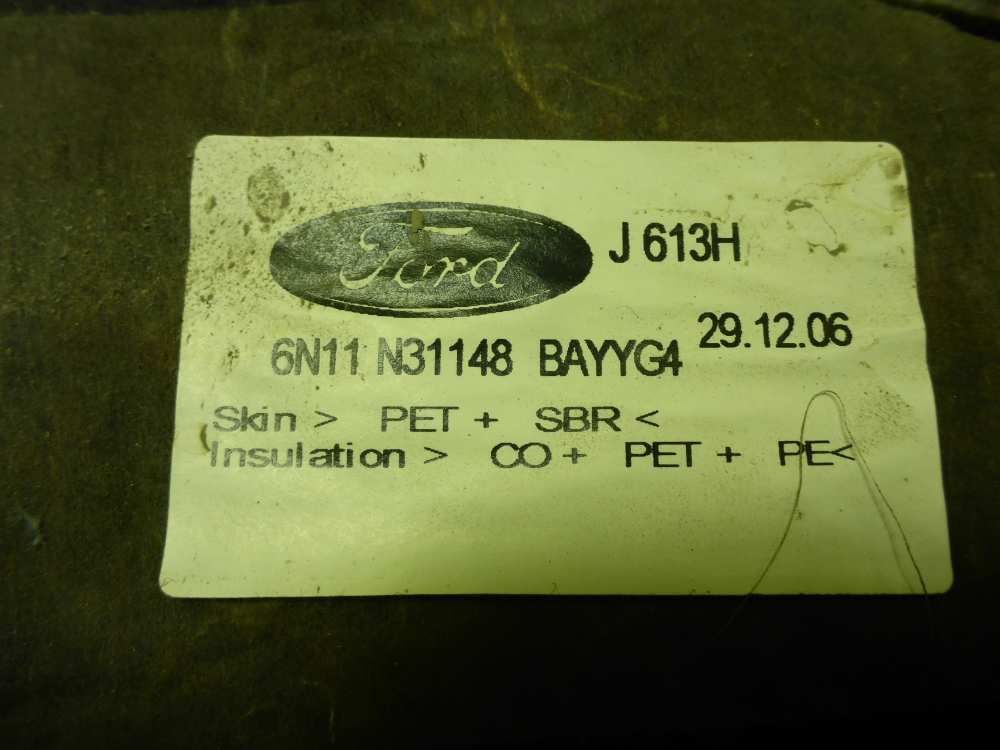 Ford J 613H
29.12.06
6N11 N31148 BAYYG4
Skin > PET + SBR <
Insulation > CO + PET + PE<